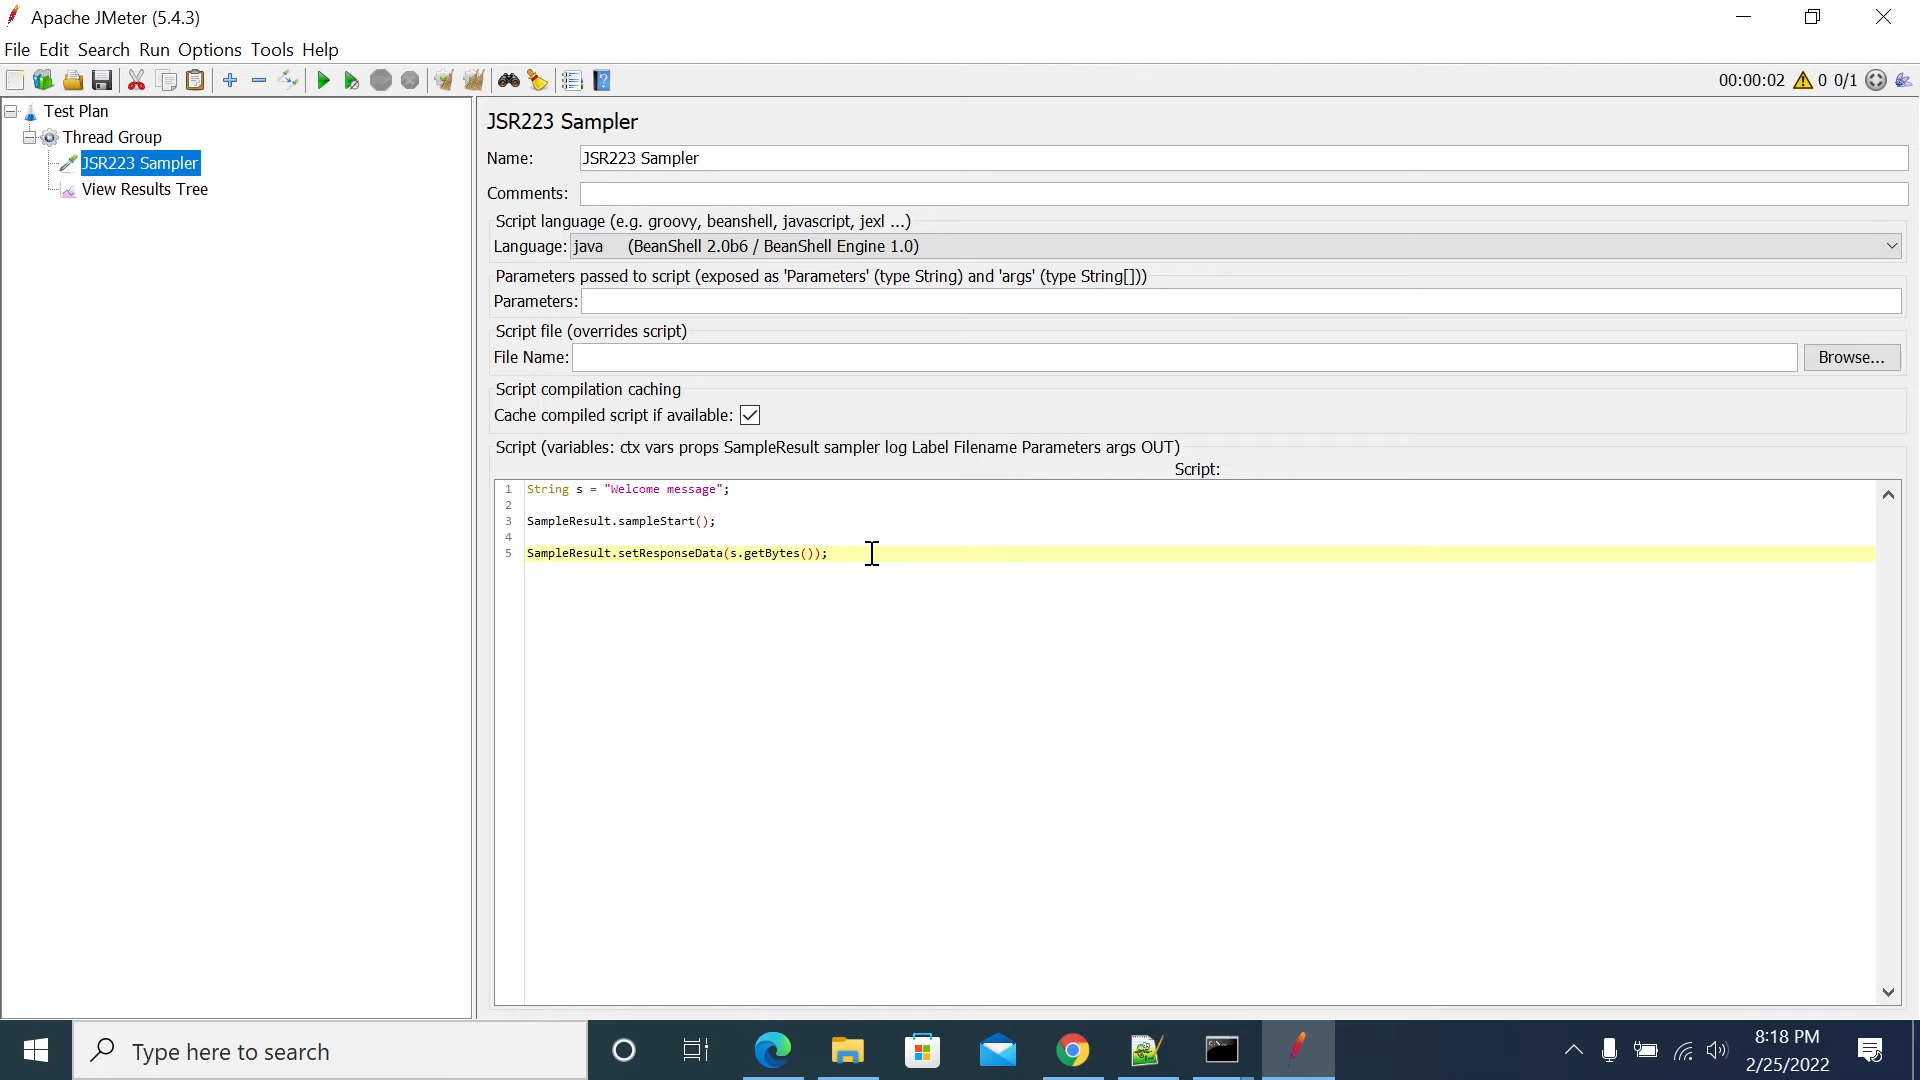 Apache JMeter (5.4.3)
File Edit Search Run Options Tools Help
00:00:02 0 0/1
Test Plan
Thread Group
JSR223 Sampler
View Results Tree
JSR223 Sampler
Name: JSR223 Sampler
Comments:
Script language (e.g. groovy, beanshell, javascript, jexl ...)
Language: java (BeanShell 2.0b6 / BeanShell Engine 1.0)
Parameters passed to script (exposed as 'Parameters' (type String) and 'args' (type String[]))
Parameters:
Script file (overrides script)
File Name: Browse...
Script compilation caching
Cache compiled script if available:
Script (variables: ctx vars props SampleResult sampler log Label Filename Parameters args OUT)
Script:
1 String s = "Welcome message";
2
3 SampleResult.sampleStart();
4
5 SampleResult.setResponseData(s.getBytes());
Type here to search
8:18 PM
2/25/2022